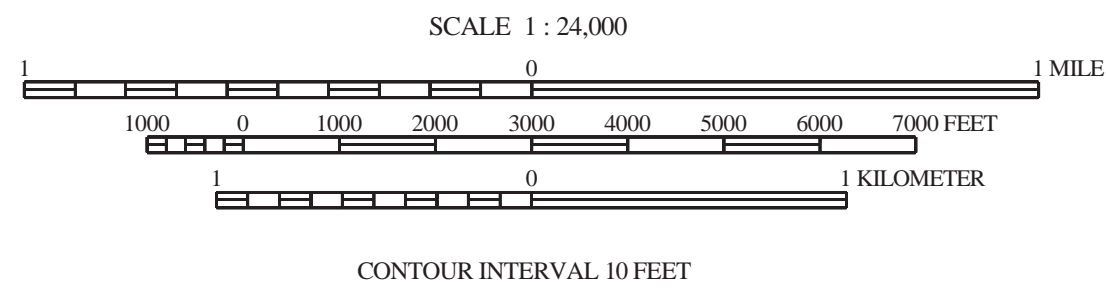 SCALE 1 : 24,000
1 0 1 MILE
1000 0 1000 2000 3000 4000 5000 6000 7000 FEET
1 0 1 KILOMETER
CONTOUR INTERVAL 10 FEET